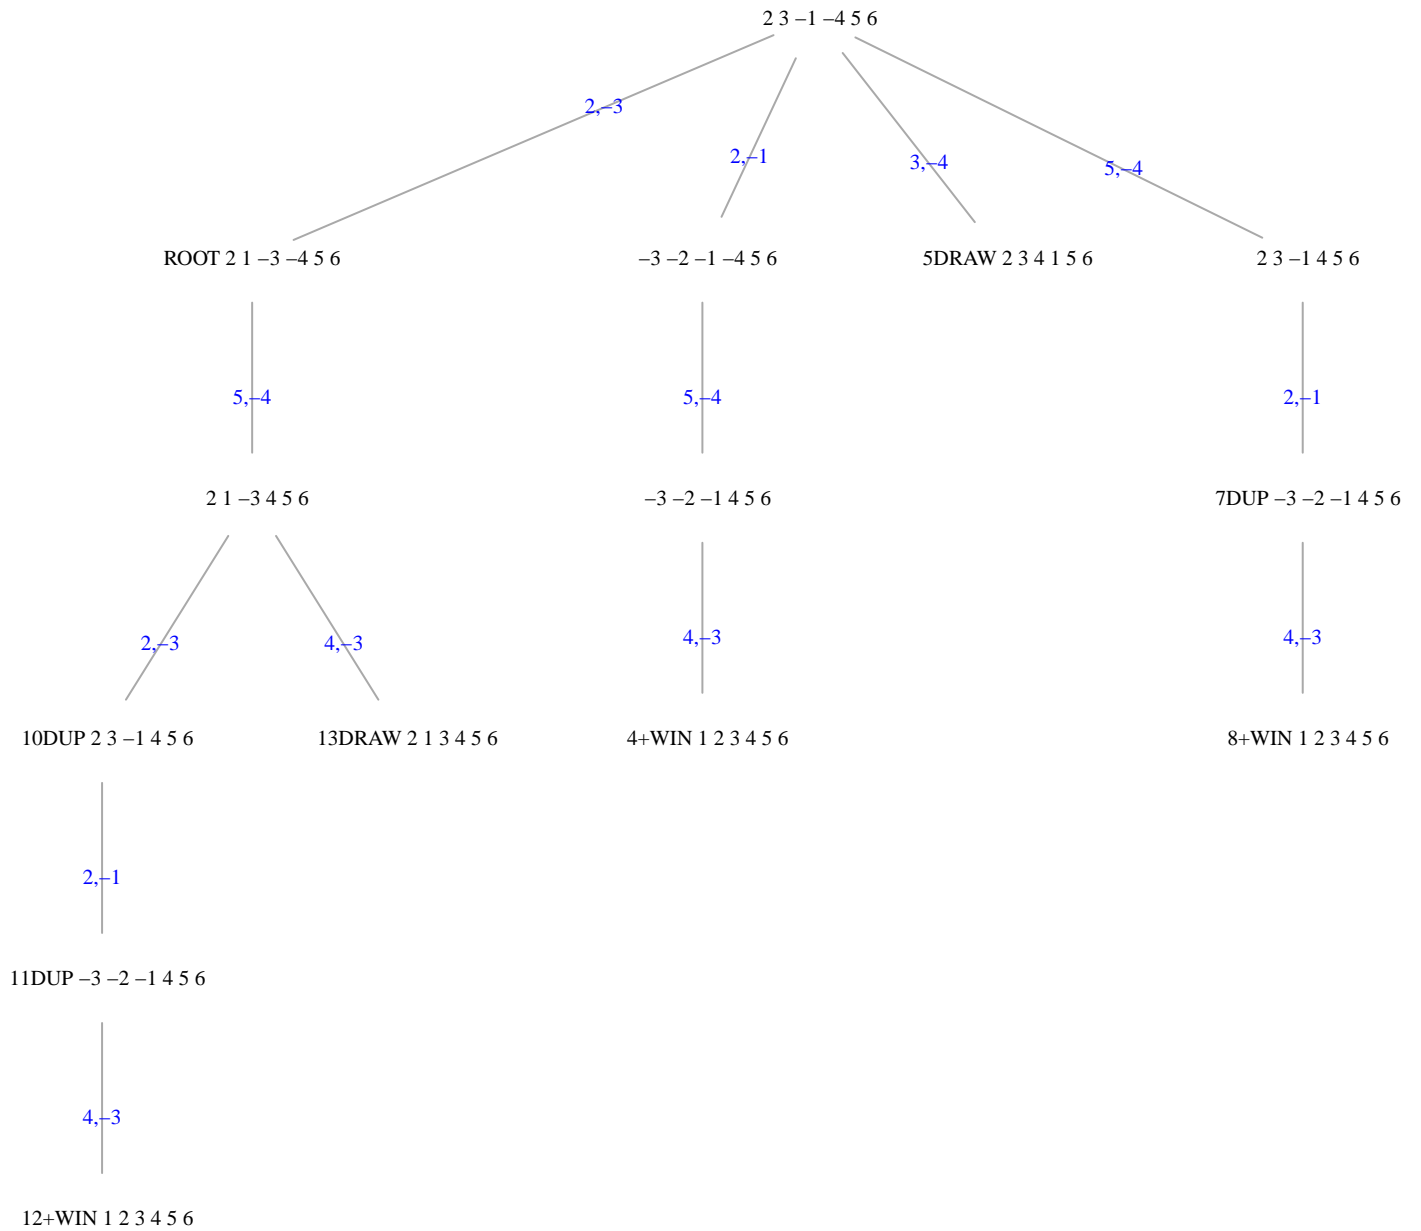 2 3 –1 –4 5 6
2,–3
2,–1
3,–4
5,–4
ROOT 2 1 –3 –4 5 6
–3 –2 –1 –4 5 6
5DRAW 2 3 4 1 5 6
2 3 –1 4 5 6
5,–4
5,–4
2,–1
2 1 –3 4 5 6
–3 –2 –1 4 5 6
7DUP –3 –2 –1 4 5 6
2,–3
4,–3
4,–3
4,–3
10DUP 2 3 –1 4 5 6
13DRAW 2 1 3 4 5 6
4+WIN 1 2 3 4 5 6
8+WIN 1 2 3 4 5 6
2,–1
11DUP –3 –2 –1 4 5 6
4,–3
12+WIN 1 2 3 4 5 6